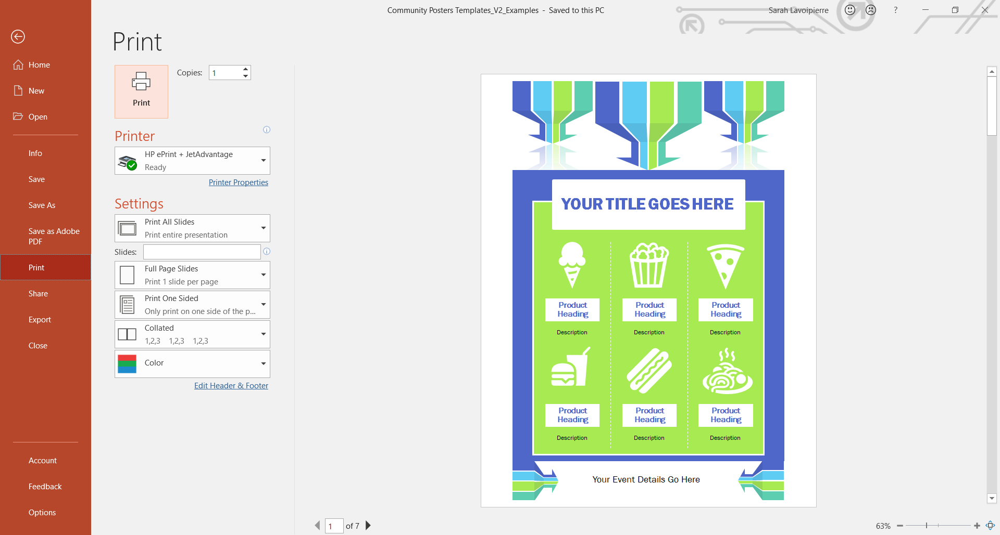 Community Posters Templates_V2_Examples - Saved to this PC
Sarah Lavoipierre
?
Home
New
Open
Info
Save
Save As
Save as Adobe
PDF
Print
Share
Export
Close
Account
Feedback
Options
Print
Print
Copies:
1
Printer
HP ePrint + JetAdvantage
Ready
Printer Properties
Settings
Print All Slides
Print entire presentation
Slides:
Full Page Slides
Print 1 slide per page
Print One Sided
Only print on one side of the p...
Collated
1,2,3 1,2,3 1,2,3
Color
Edit Header & Footer
YOUR TITLE GOES HERE
Product
Heading
Description
Product
Heading
Description
Product
Heading
Description
Product
Heading
Description
Product
Heading
Description
Product
Heading
Description
Your Event Details Go Here
1 of 7
63%